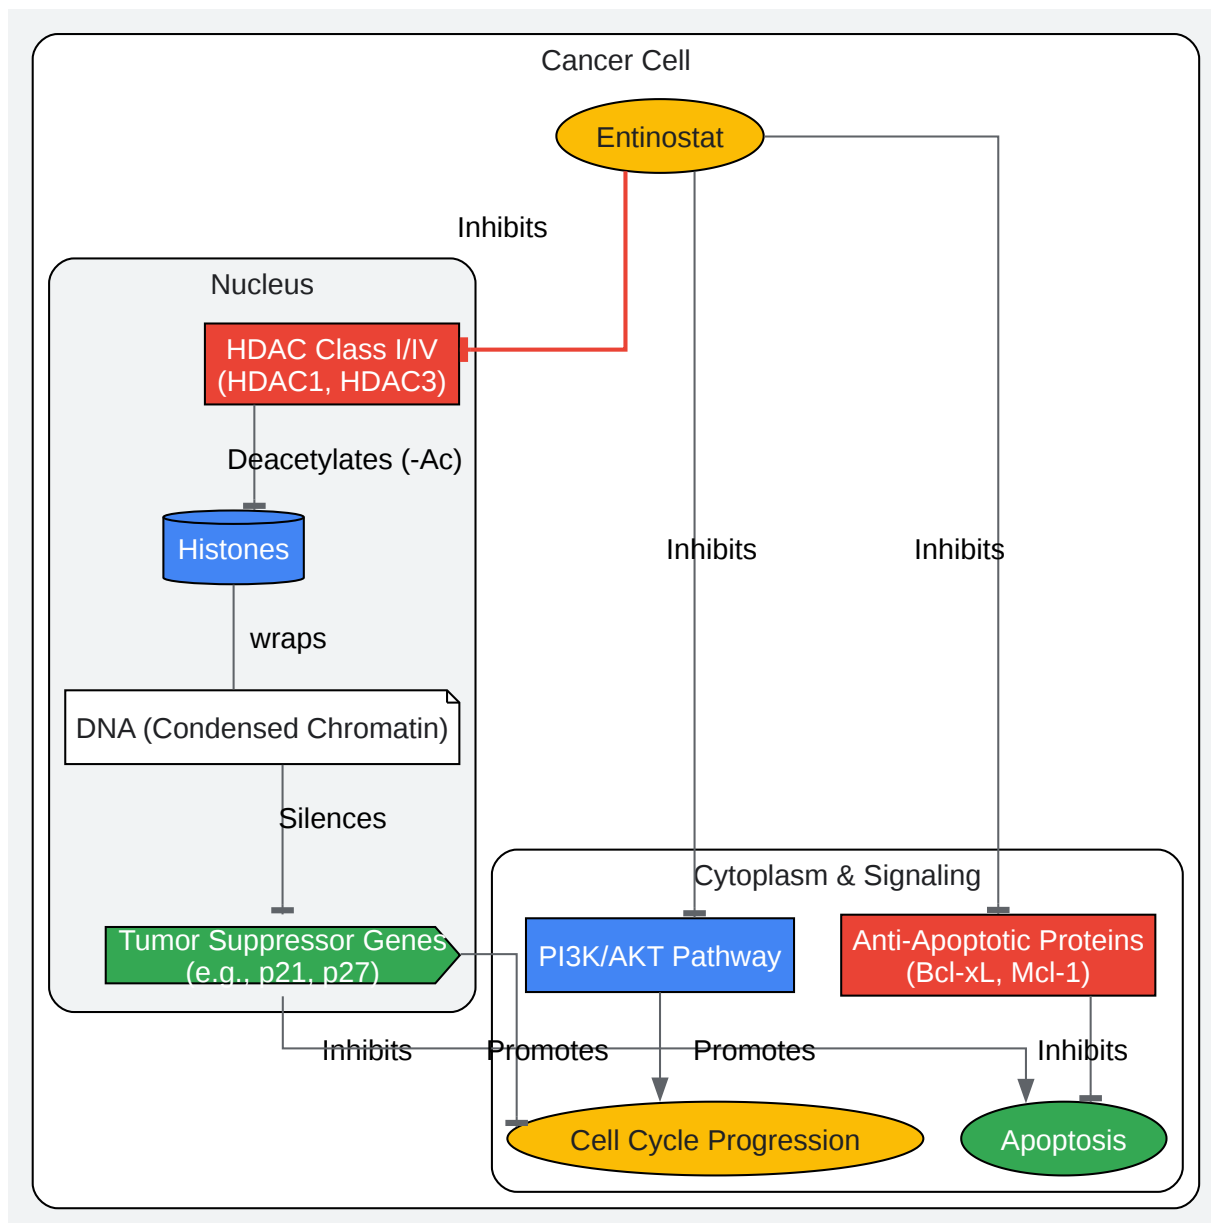 Cancer Cell
Entinostat
Inhibits
Nucleus
HDAC Class I/IV
(HDAC1, HDAC3)
Deacetylates (-Ac)
Histones
Inhibits
Inhibits
wraps
DNA (Condensed Chromatin)
Silences
Cytoplasm & Signaling
Tumor Suppressor Genes
(e.g., p21, p27)
PI3K/AKT Pathway
Anti-Apoptotic Proteins
(Bcl-xL, Mcl-1)
Inhibits
Promotes
Promotes
Inhibits
Cell Cycle Progression
Apoptosis